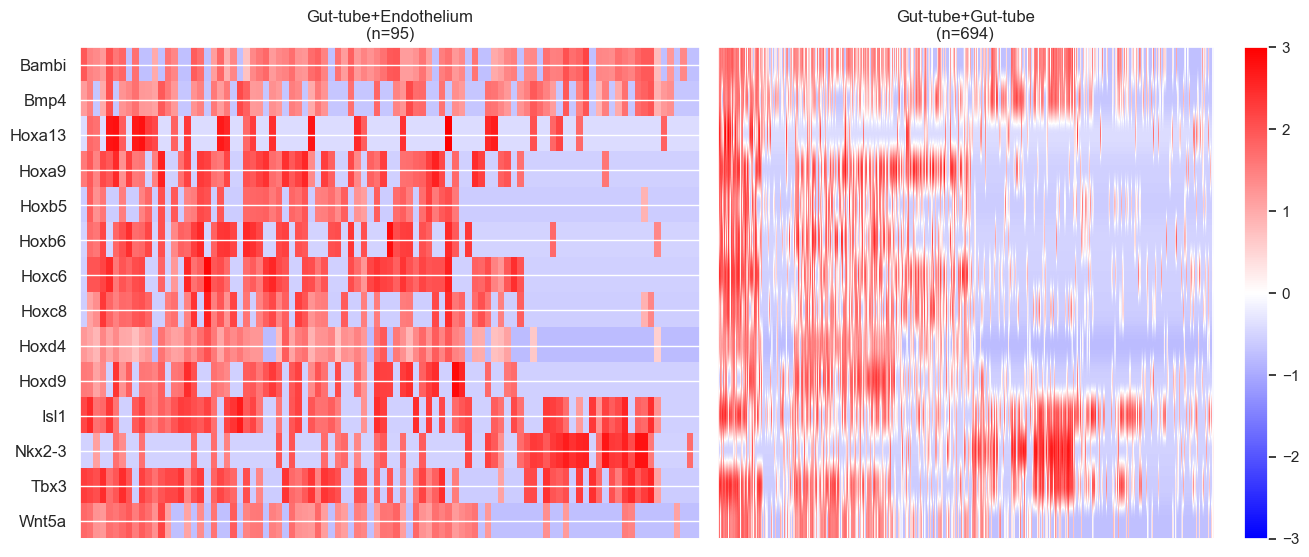 Gut-tube+Endothelium
(n=95)
Gut-tube+Gut-tube
(n=694)
Bambi
Bmp4
Hoxa13
Hoxa9
Hoxb5
Hoxb6
Hoxc6
Hoxc8
Hoxd4
Hoxd9
Isl1
Nkx2-3
Tbx3
Wnt5a
3
2
1
0
−1
−2
−3